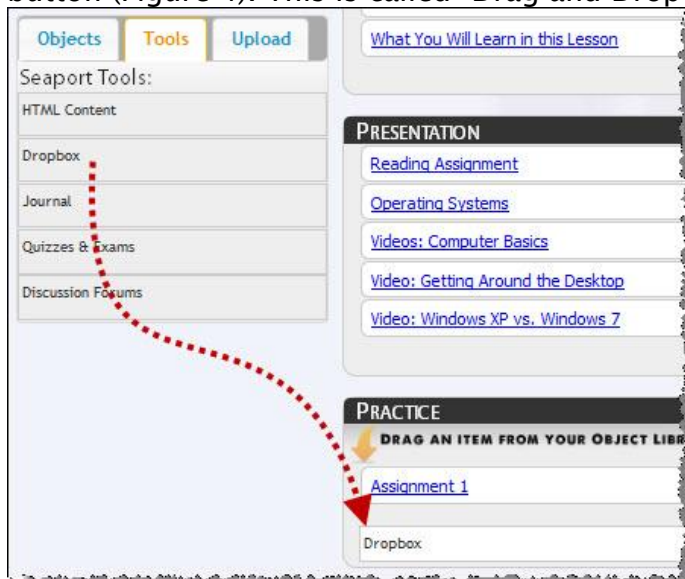 button (Figure 4). This is called "Drag and Drop
Objects Tools Upload
Seaport Tools:
HTML Content
Dropbox
Journal
Quizzes & Exams
Discussion Forums
What You Will Learn in this Lesson
PRESENTATION
Reading Assignment
Operating Systems
Videos: Computer Basics
Video: Getting Around the Desktop
Video: Windows XP vs. Windows 7
PRACTICE
DRAG AN ITEM FROM YOUR OBJECT LIBR
Assignment 1
Dropbox